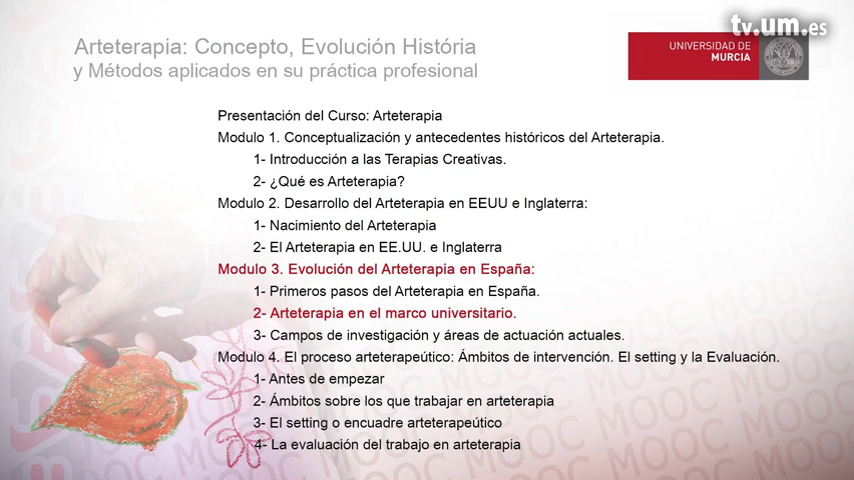 tv.um.es
Arteterapia: Concepto, Evolución História
y Métodos aplicados en su práctica profesional
UNIVERSIDAD DE
MURCIA
Presentación del Curso: Arteterapia
Modulo 1. Conceptualización y antecedentes históricos del Arteterapia.
1- Introducción a las Terapias Creativas.
2- ¿Qué es Arteterapia?
Modulo 2. Desarrollo del Arteterapia en EEUU e Inglaterra:
1- Nacimiento del Arteterapia
2- El Arteterapia en EE.UU. e Inglaterra
Modulo 3. Evolución del Arteterapia en España:
1- Primeros pasos del Arteterapia en España.
2- Arteterapia en el marco universitario.
3- Campos de investigación y áreas de actuación actuales.
Modulo 4. El proceso arteterapeútico: Ámbitos de intervención. El setting y la Evaluación.
1- Antes de empezar
2- Ámbitos sobre los que trabajar en arteterapia
3- El setting o encuadre arteterapeútico
4- La evaluación del trabajo en arteterapia
MOOC MOOC MOOC